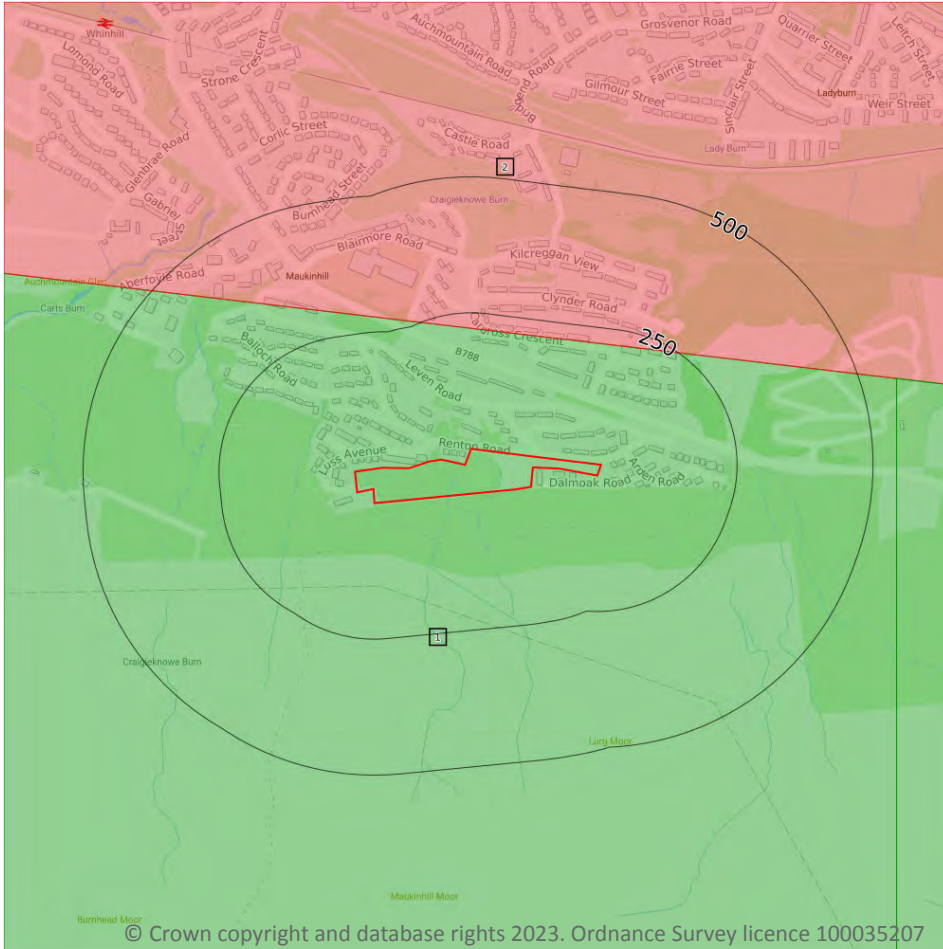 Whinhill
Lomond Road
Strone Crescent
Auchmountain Road
Grosvenor Road
Quarrier Street
Leitch Street
Fairrie Street
Gilmour Street
Bridgend Road
Sinclair Street
Ladyburn
Weir Street
Corlic Street
Castle Road
Lady Burn
Glenbrae Road
2
Burnhead Street
Craigieknowe Burn
Gabriel Street
500
Blairmore Road
Kilcreggan View
Aberfoyle Road
Maukinhill
Auchmountain Glen
Clynder Road
Carts Burn
Cardross Crescent
250
Balloch Road
B788
Leven Road
Renton Road
Luss Avenue
Arden Road
Dalmoak Road
1
Craigieknowe Burn
Lurg Moor
Maukinhill Moor
Burnhead Moor
© Crown copyright and database rights 2023. Ordnance Survey licence 100035207